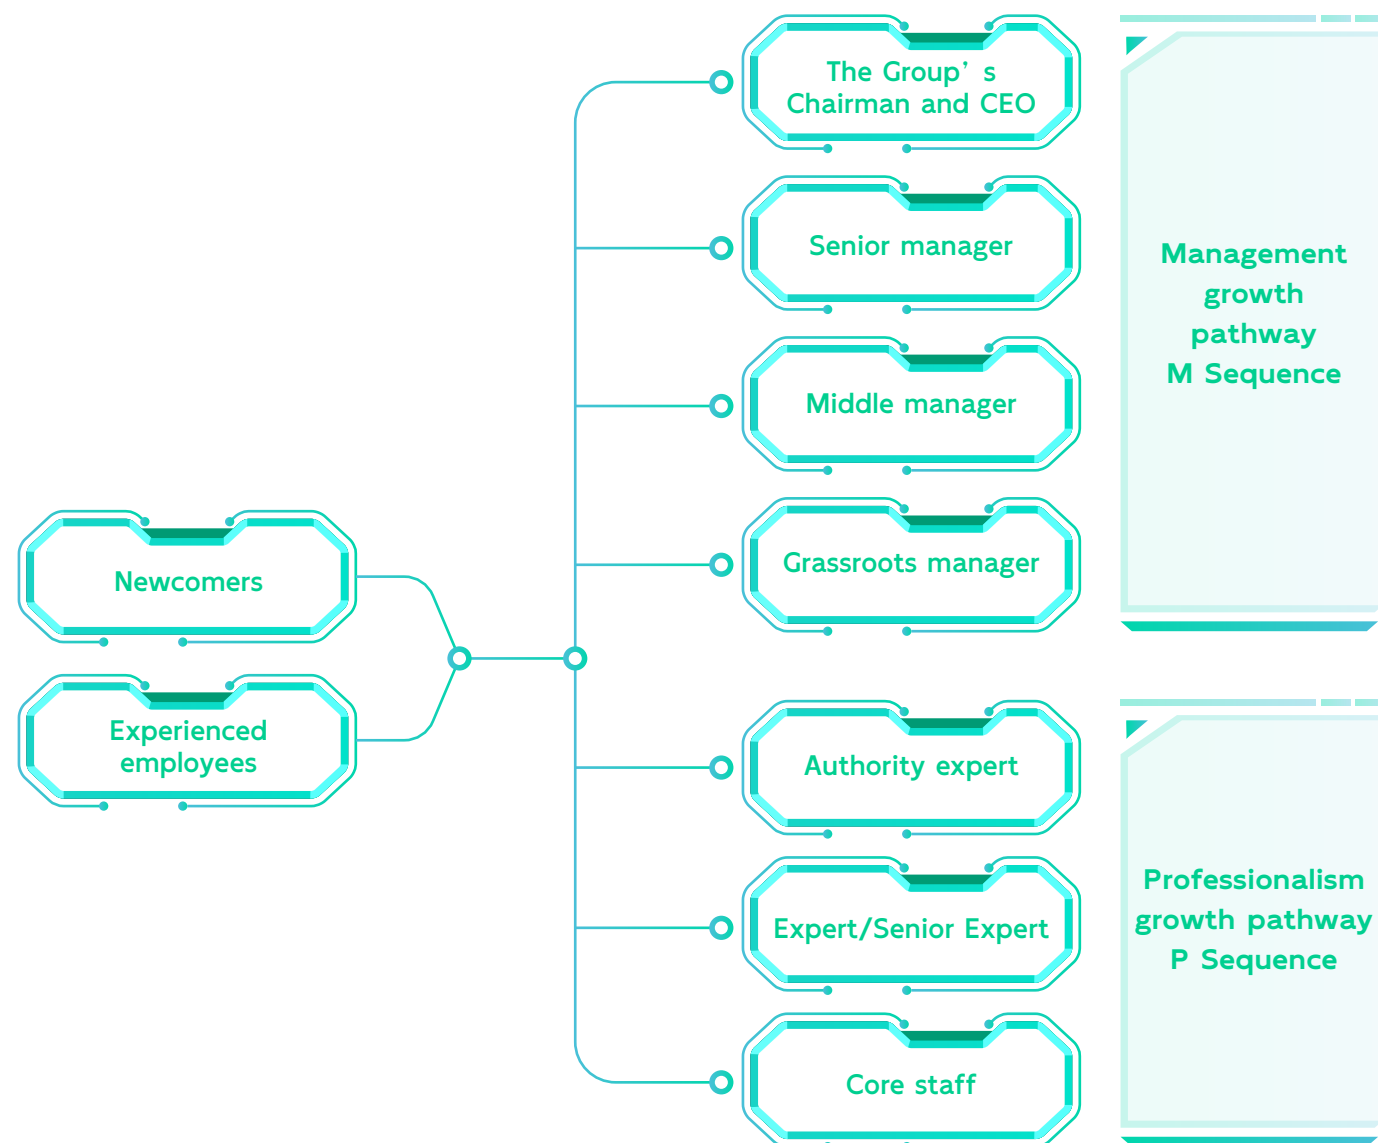 Newcomers
Experienced
employees
The Group’ s
Chairman and CEO
Senior manager
Middle manager
Grassroots manager
Authority expert
Expert/Senior Expert
Core staff
Management
growth
pathway
M Sequence
Professionalism
growth pathway
P Sequence